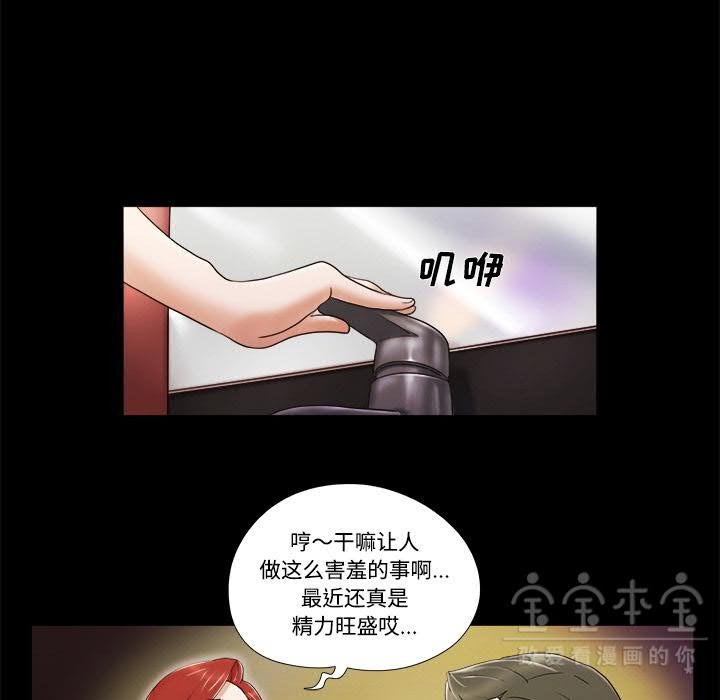 叽咿
哼～干嘛让人
做这么害羞的事啊...
最近还真是
精力旺盛哎...
宝宝本宝
致爱看漫画的你